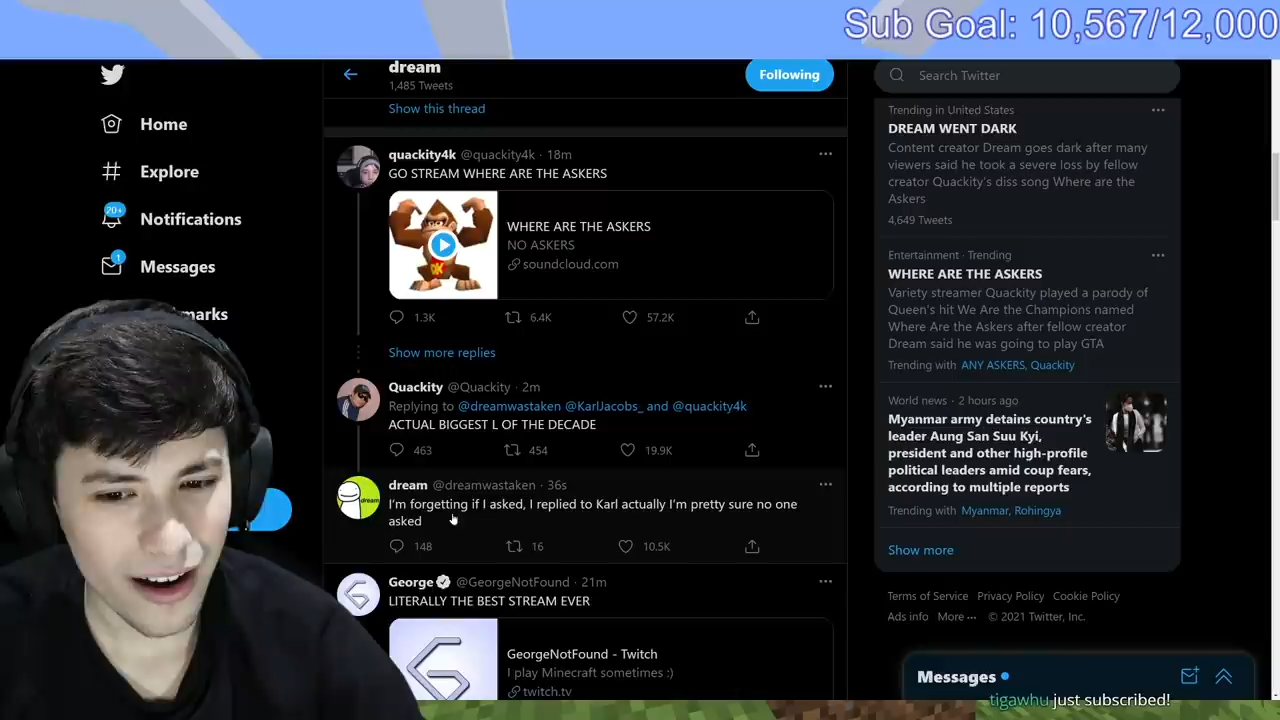 Sub Goal: 10,567/12,000
dream
1,485 Tweets
Following
Search Twitter
Home
Explore
20+
Notifications
1
Messages
marks
Show this thread
quackity4k @quackity4k · 18m
GO STREAM WHERE ARE THE ASKERS
WHERE ARE THE ASKERS
NO ASKERS
soundcloud.com
DK
1.3K 6.4K 57.2K
Show more replies
Quackity @Quackity · 2m
Replying to @dreamwastaken @KarlJacobs_ and @quackity4k
ACTUAL BIGGEST L OF THE DECADE
463 454 19.9K
dream @dreamwastaken · 36s
I'm forgetting if I asked, I replied to Karl actually I'm pretty sure no one
asked
148 16 10.5K
dream
George @GeorgeNotFound · 21m
LITERALLY THE BEST STREAM EVER
GeorgeNotFound - Twitch
I play Minecraft sometimes :)
twitch.tv
Trending in United States
DREAM WENT DARK
Content creator Dream goes dark after many
viewers said he took a severe loss by fellow
creator Quackity's diss song Where are the
Askers
4,649 Tweets
Entertainment · Trending
WHERE ARE THE ASKERS
Variety streamer Quackity played a parody of
Queen's hit We Are the Champions named
Where Are the Askers after fellow creator
Dream said he was going to play GTA
Trending with ANY ASKERS, Quackity
World news · 2 hours ago
Myanmar army detains country's
leader Aung San Suu Kyi,
president and other high-profile
political leaders amid coup fears,
according to multiple reports
Trending with Myanmar, Rohingya
Show more
Terms of Service Privacy Policy Cookie Policy
Ads info More ··· © 2021 Twitter, Inc.
Messages
tigawhu just subscribed!